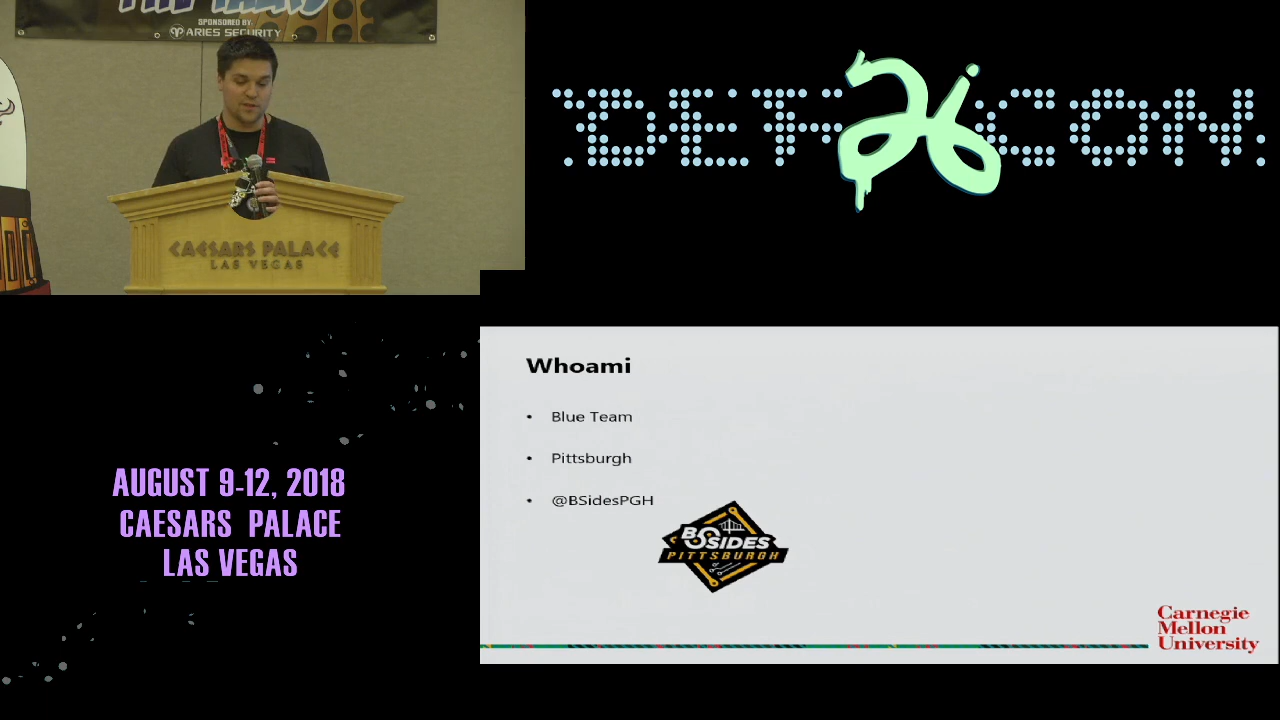 SPONSORED BY:
ARIES SECURITY
CAESARS PALACE
LAS VEGAS
DEF CON
26
AUGUST 9-12, 2018
CAESARS PALACE
LAS VEGAS
Whoami
• Blue Team
• Pittsburgh
• @BSidesPGH
BSIDES
PITTSBURGH
Carnegie
Mellon
University